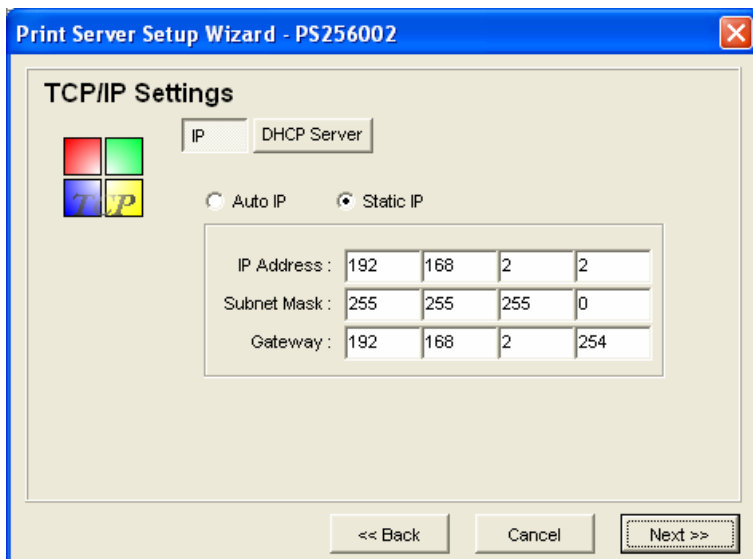 Print Server Setup Wizard - PS256002
TCP/IP Settings
IP DHCP Server
TCP
Auto IP Static IP
IP Address : 192 168 2 2
Subnet Mask : 255 255 255 0
Gateway : 192 168 2 254
<< Back Cancel Next >>